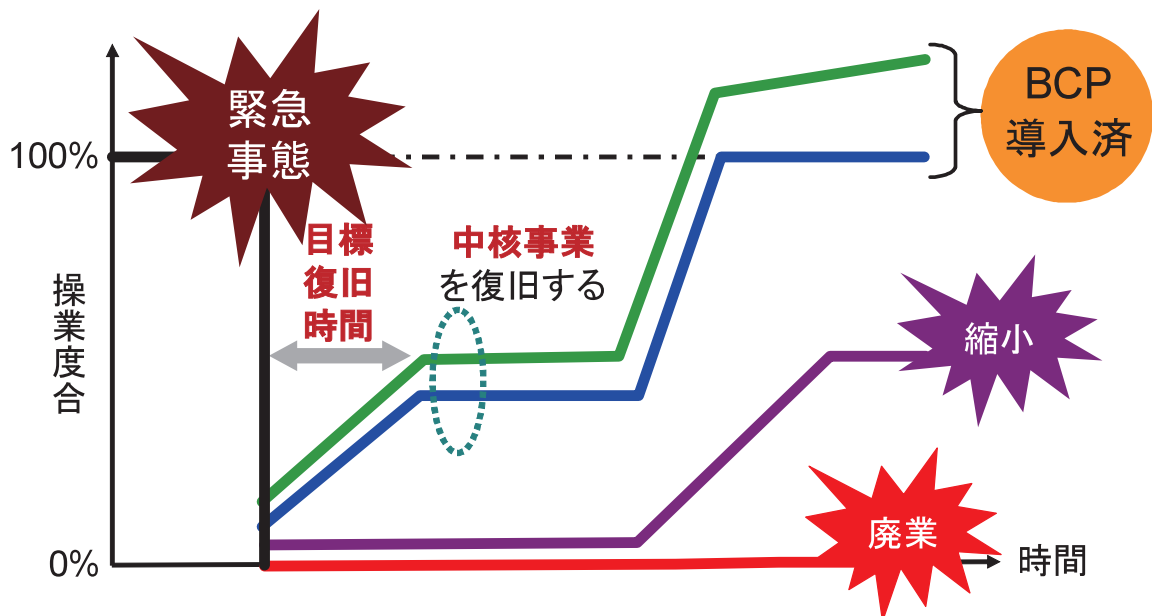 緊急
事態
BCP
導入済
100%
目標
復旧
時間
中核事業
を復旧する
操業度合
縮小
廃業
0%
時間